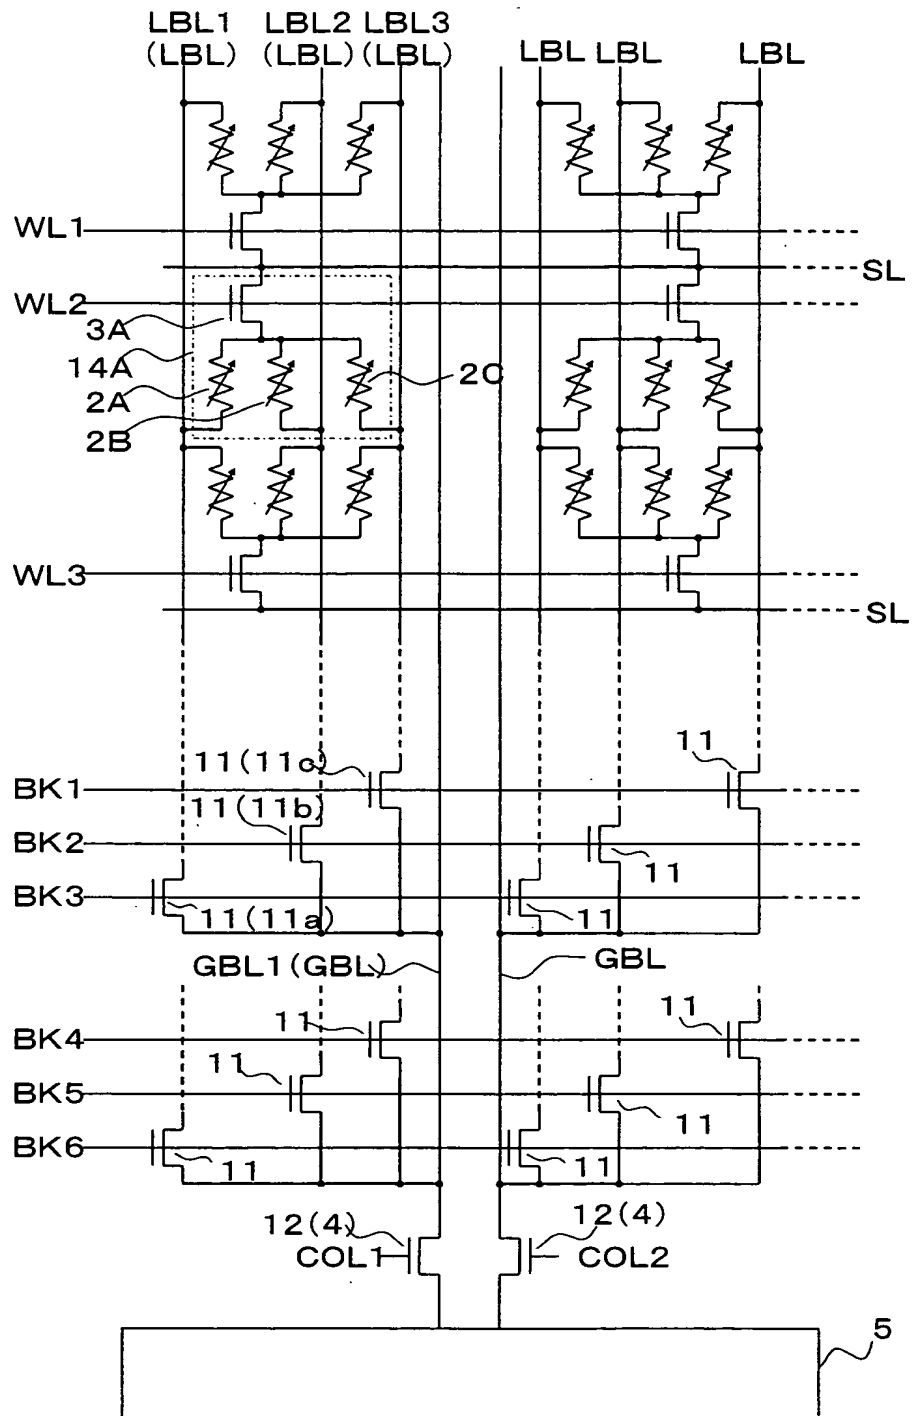 LBL1 LBL2 LBL3
(LBL) (LBL) (LBL) LBL LBL LBL
WL1
SL
WL2
3A
14A
2A 2C
2B
WL3
SL
11(11c) 11
BK1
11(11b)
BK2
11
BK3
11(11a) 11
GBL1(GBL) GBL
11 11
BK4
11
BK5
11
BK6
11 11
12(4) 12(4)
COL1 COL2
5